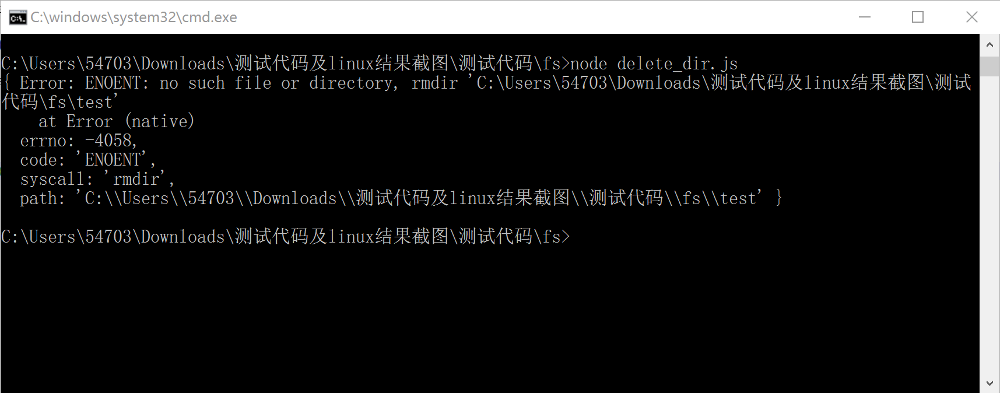 C:\windows\system32\cmd.exe
C:\Users\54703\Downloads\测试代码及linux结果截图\测试代码\fs>node delete_dir.js
{ Error: ENOENT: no such file or directory, rmdir 'C:\Users\54703\Downloads\测试代码及linux结果截图\测试
代码\fs\test'
    at Error (native)
  errno: -4058,
  code: 'ENOENT',
  syscall: 'rmdir',
  path: 'C:\\Users\\54703\\Downloads\\测试代码及linux结果截图\\测试代码\\fs\\test' }
C:\Users\54703\Downloads\测试代码及linux结果截图\测试代码\fs>